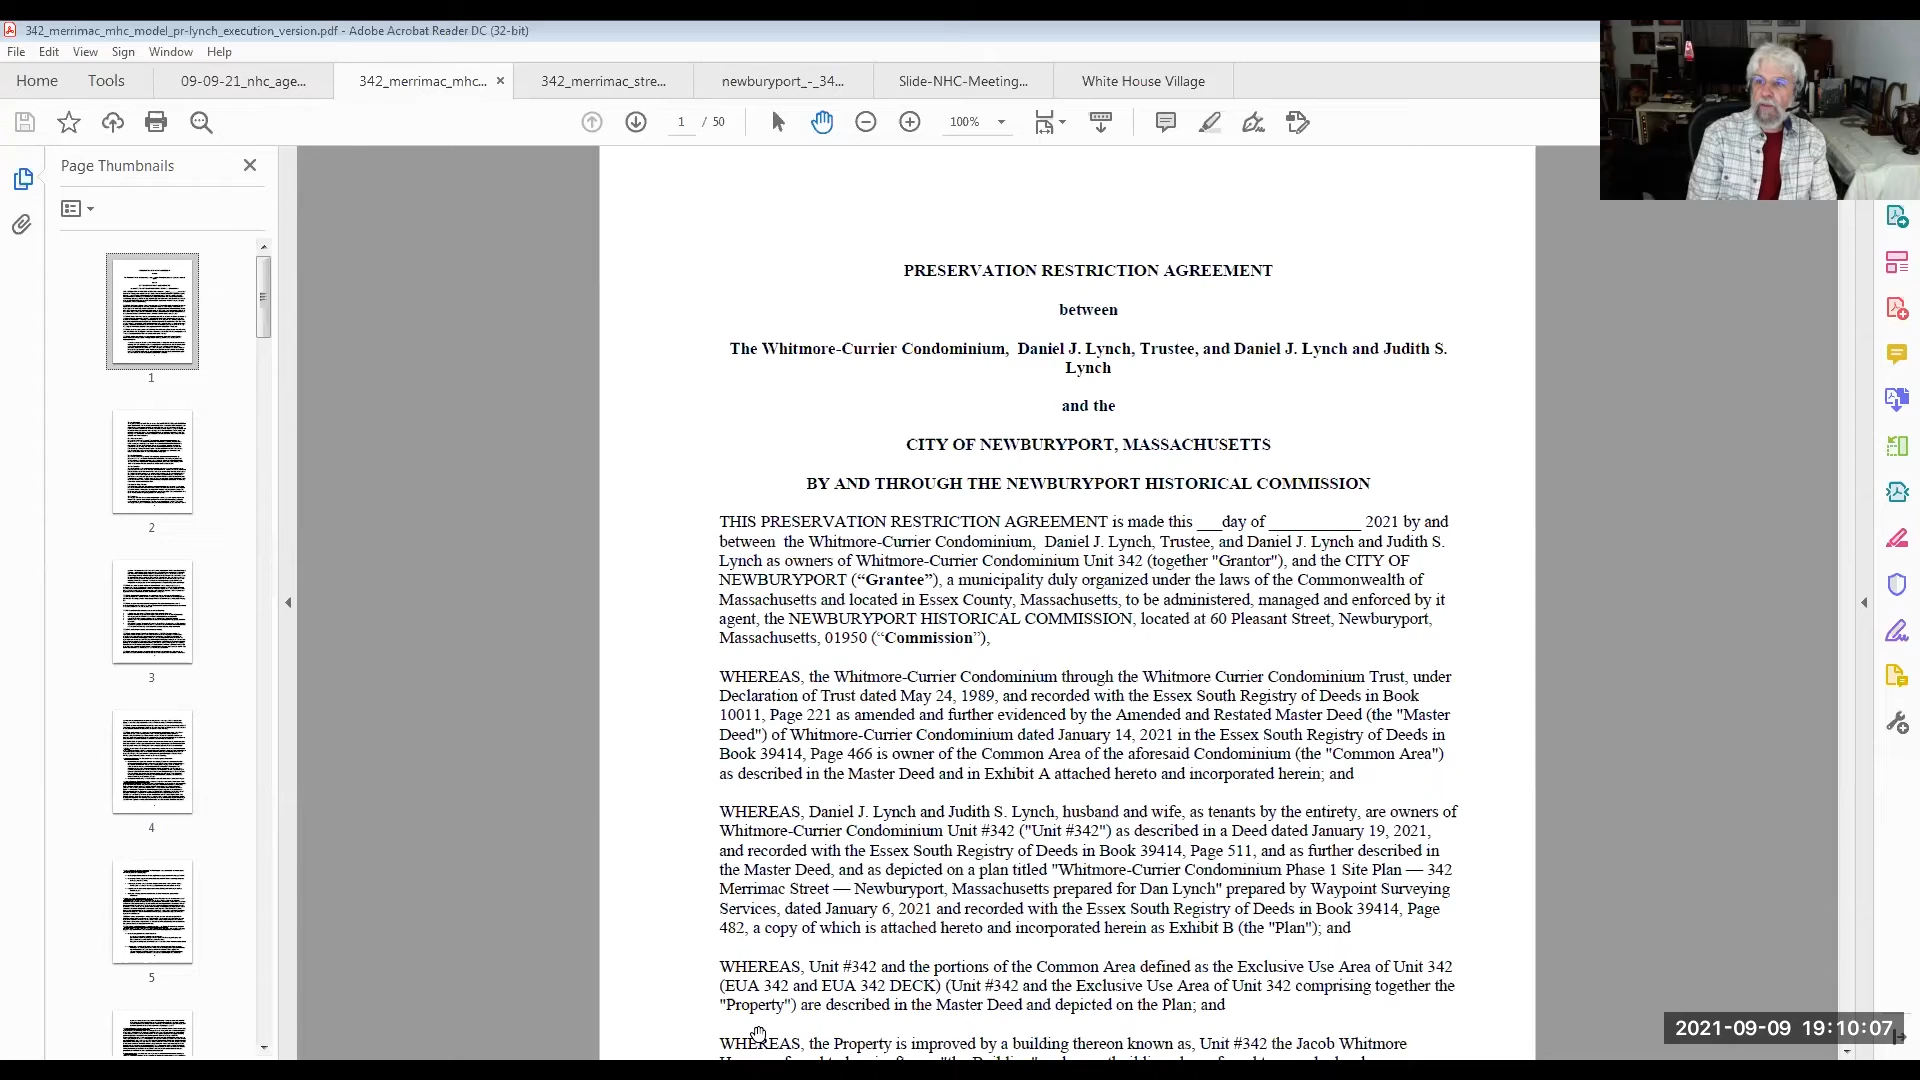 342_merrimac_mhc_model_pr-lynch_execution_version.pdf - Adobe Acrobat Reader DC (32-bit)
File Edit View Sign Window Help
Home Tools 09-09-21_nhc_age... 342_merrimac_mhc... × 342_merrimac_stre... newburyport_-_34... Slide-NHC-Meeting... White House Village
1 / 50 100%
Page Thumbnails
1
2
3
4
5
PRESERVATION RESTRICTION AGREEMENT
between
The Whitmore-Currier Condominium, Daniel J. Lynch, Trustee, and Daniel J. Lynch and Judith S.
Lynch
and the
CITY OF NEWBURYPORT, MASSACHUSETTS
BY AND THROUGH THE NEWBURYPORT HISTORICAL COMMISSION
THIS PRESERVATION RESTRICTION AGREEMENT is made this ___day of ___________ 2021 by and
between the Whitmore-Currier Condominium, Daniel J. Lynch, Trustee, and Daniel J. Lynch and Judith S.
Lynch as owners of Whitmore-Currier Condominium Unit 342 (together "Grantor"), and the CITY OF
NEWBURYPORT (“Grantee”), a municipality duly organized under the laws of the Commonwealth of
Massachusetts and located in Essex County, Massachusetts, to be administered, managed and enforced by it
agent, the NEWBURYPORT HISTORICAL COMMISSION, located at 60 Pleasant Street, Newburyport,
Massachusetts, 01950 (“Commission”),
WHEREAS, the Whitmore-Currier Condominium through the Whitmore Currier Condominium Trust, under
Declaration of Trust dated May 24, 1989, and recorded with the Essex South Registry of Deeds in Book
10011, Page 221 as amended and further evidenced by the Amended and Restated Master Deed (the "Master
Deed") of Whitmore-Currier Condominium dated January 14, 2021 in the Essex South Registry of Deeds in
Book 39414, Page 466 is owner of the Common Area of the aforesaid Condominium (the "Common Area")
as described in the Master Deed and in Exhibit A attached hereto and incorporated herein; and
WHEREAS, Daniel J. Lynch and Judith S. Lynch, husband and wife, as tenants by the entirety, are owners of
Whitmore-Currier Condominium Unit #342 ("Unit #342") as described in a Deed dated January 19, 2021,
and recorded with the Essex South Registry of Deeds in Book 39414, Page 511, and as further described in
the Master Deed, and as depicted on a plan titled "Whitmore-Currier Condominium Phase 1 Site Plan — 342
Merrimac Street — Newburyport, Massachusetts prepared for Dan Lynch" prepared by Waypoint Surveying
Services, dated January 6, 2021 and recorded with the Essex South Registry of Deeds in Book 39414, Page
482, a copy of which is attached hereto and incorporated herein as Exhibit B (the "Plan"); and
WHEREAS, Unit #342 and the portions of the Common Area defined as the Exclusive Use Area of Unit 342
(EUA 342 and EUA 342 DECK) (Unit #342 and the Exclusive Use Area of Unit 342 comprising together the
"Property") are described in the Master Deed and depicted on the Plan; and
WHEREAS, the Property is improved by a building thereon known as, Unit #342 the Jacob Whitmore
2021-09-09 19:10:07